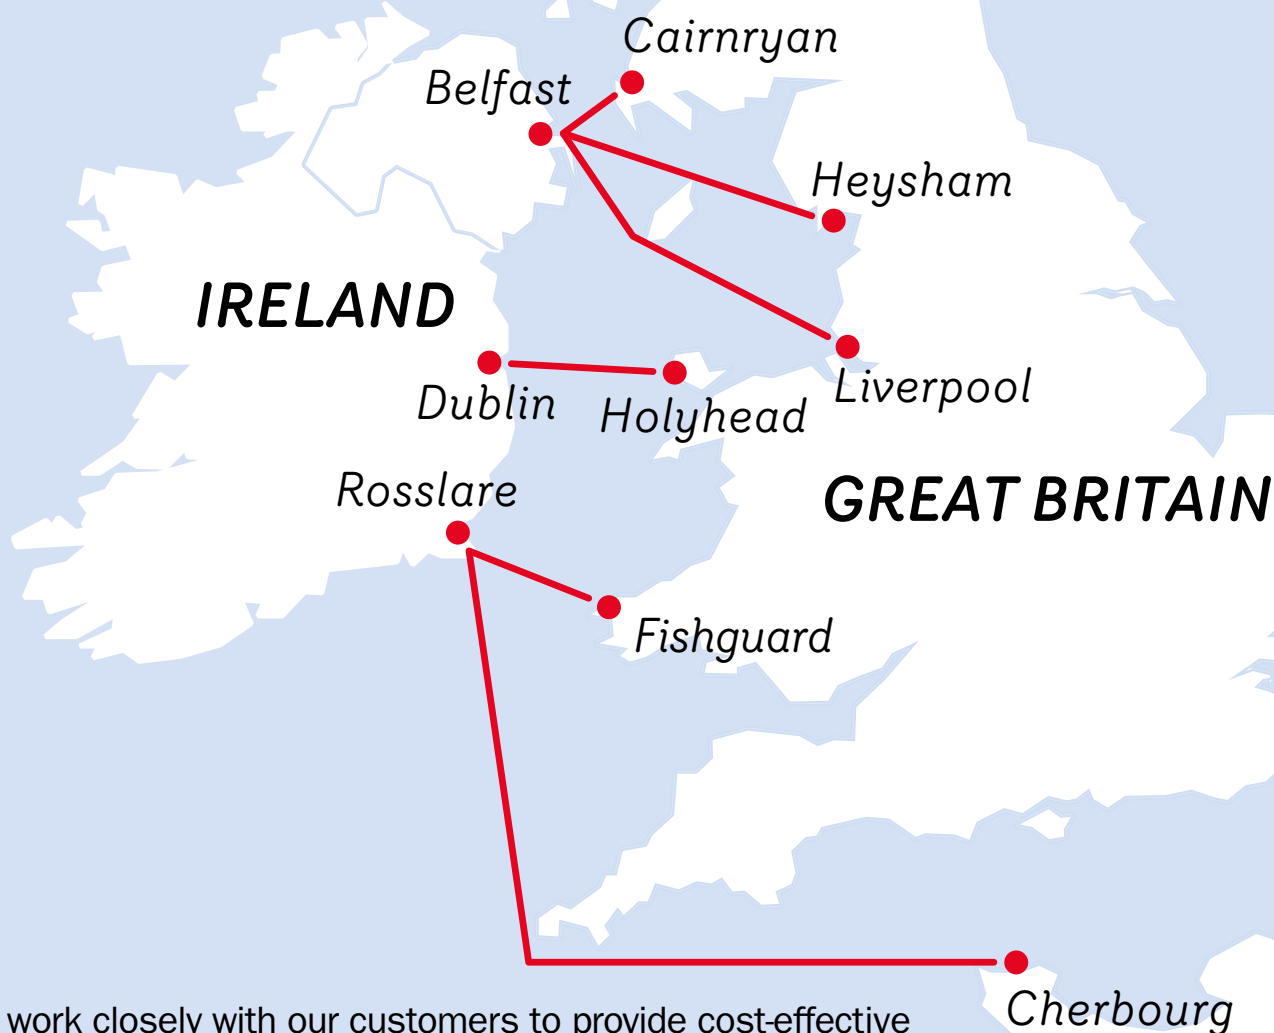 Cairnryan
Belfast
Heysham
IRELAND
Dublin
Holyhead
Liverpool
Rosslare
GREAT BRITAIN
Fishguard
Cherbourg
work closely with our customers to provide cost-effective